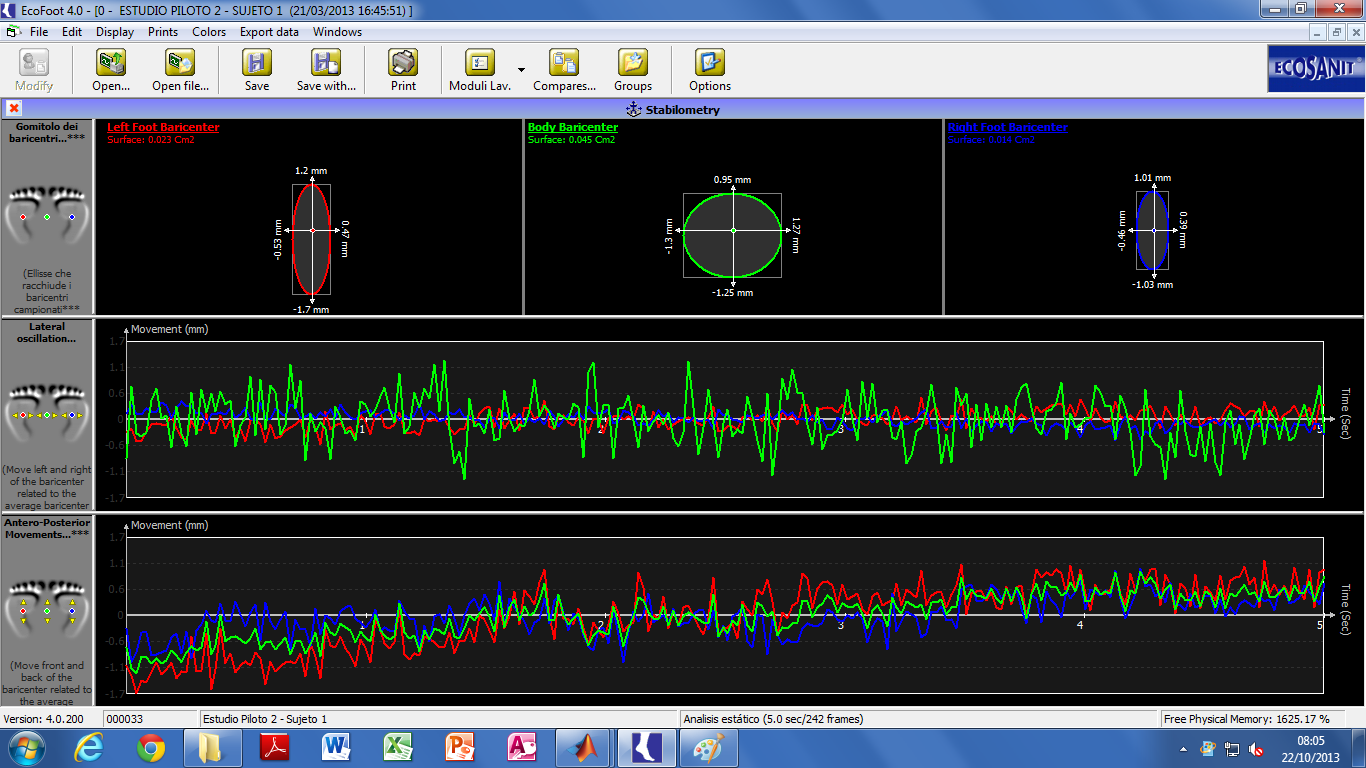 EcoFoot 4.0 - [0 -  ESTUDIO PILOTO 2 - SUJETO 1  (21/03/2013 16:45:51) ]
File Edit Display Prints Colors Export data Windows
Modify Open... Open file... Save Save with... Print Moduli Lav. Compares... Groups Options
ECOSANIT
Stabilometry
Gomitolo dei
baricentri...***
(Ellisse che
racchiude i
baricentri
campionati***
Left Foot Baricenter
Surface: 0.023 Cm2
1.2 mm
-0.53 mm
0.47 mm
-1.7 mm
Body Baricenter
Surface: 0.045 Cm2
0.95 mm
-1.3 mm
1.27 mm
-1.25 mm
Right Foot Baricenter
Surface: 0.014 Cm2
1.01 mm
-0.46 mm
0.39 mm
-1.03 mm
Lateral
oscillation...
(Move left and right
of the baricenter
related to the
average baricenter
Movement (mm)
1.7
1.1
0.6
0
-0.6
-1.1
-1.7
1 2 3 4 5
Time (Sec)
Antero-Posterior
Movements...***
(Move front and
back of the
baricenter related to
the average
Movement (mm)
1.7
1.1
0.6
0
-0.6
-1.1
-1.7
1 2 3 4 5
Time (Sec)
Version: 4.0.200 000033 Estudio Piloto 2 - Sujeto 1 Analisis estático (5.0 sec/242 frames) Free Physical Memory: 1625.17 %
08:05
22/10/2013